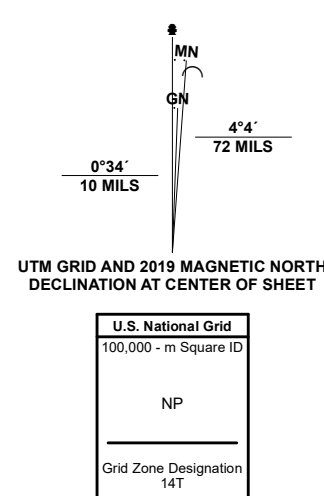 MN
GN
4°4´
72 MILS
0°34´
10 MILS
UTM GRID AND 2019 MAGNETIC NORTH
DECLINATION AT CENTER OF SHEET
U.S. National Grid
100,000 - m Square ID
NP
Grid Zone Designation
14T